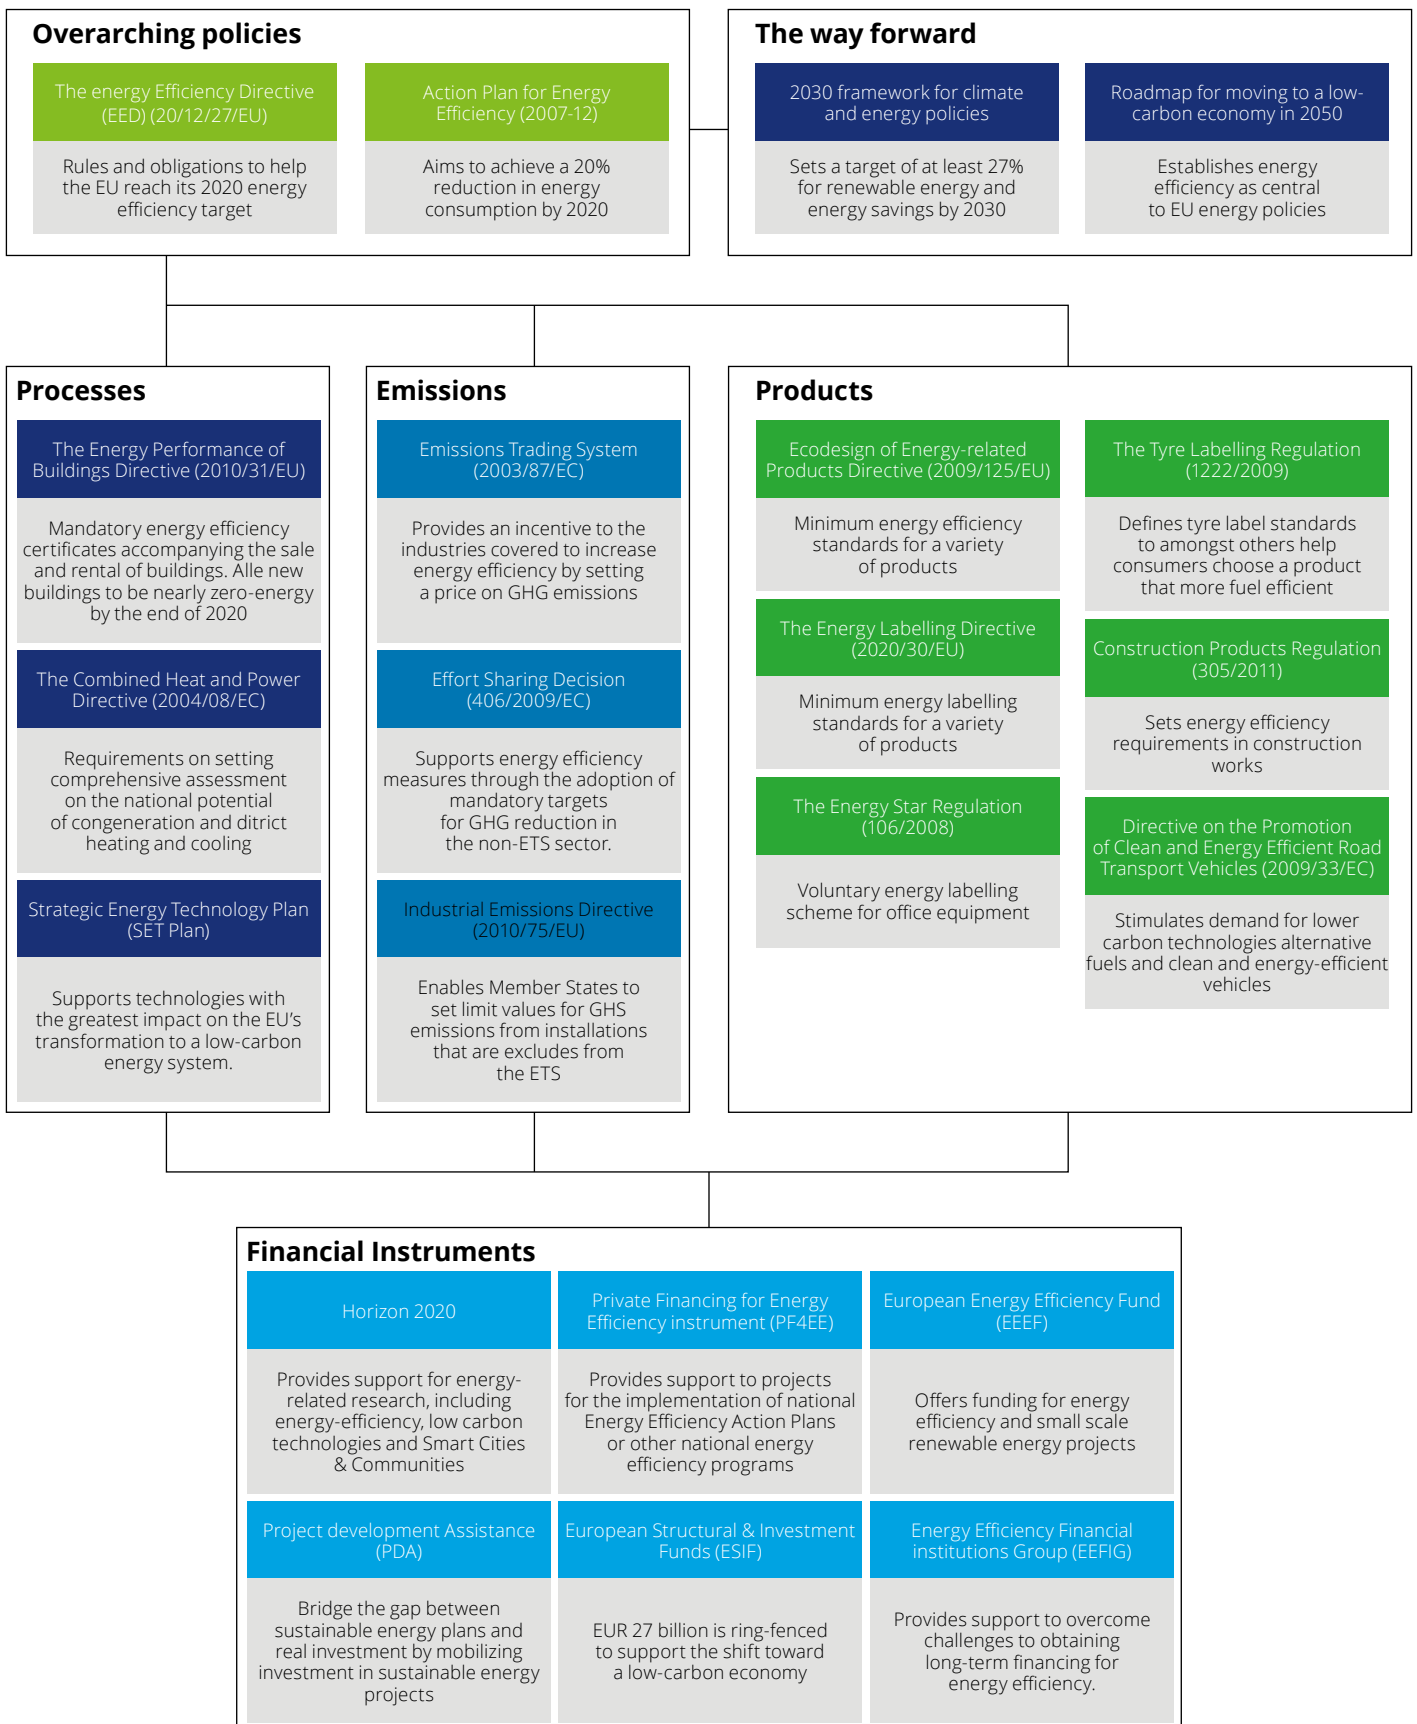 Overarching policies
The energy Efficiency Directive
(EED) (20/12/27/EU)
Rules and obligations to help
the EU reach its 2020 energy
efficiency target
Action Plan for Energy
Efficiency (2007-12)
Aims to achieve a 20%
reduction in energy
consumption by 2020
The way forward
2030 framework for climate
and energy policies
Sets a target of at least 27%
for renewable energy and
energy savings by 2030
Roadmap for moving to a low-
carbon economy in 2050
Establishes energy
efficiency as central
to EU energy policies
Processes
The Energy Performance of
Buildings Directive (2010/31/EU)
Mandatory energy efficiency
certificates accompanying the sale
and rental of buildings. Alle new
buildings to be nearly zero-energy
by the end of 2020
The Combined Heat and Power
Directive (2004/08/EC)
Requirements on setting
comprehensive assessment
on the national potential
of congeneration and ditrict
heating and cooling
Strategic Energy Technology Plan
(SET Plan)
Supports technologies with
the greatest impact on the EU's
transformation to a low-carbon
energy system.
Emissions
Emissions Trading System
(2003/87/EC)
Provides an incentive to the
industries covered to increase
energy efficiency by setting
a price on GHG emissions
Effort Sharing Decision
(406/2009/EC)
Supports energy efficiency
measures through the adoption of
mandatory targets
for GHG reduction in
the non-ETS sector.
Industrial Emissions Directive
(2010/75/EU)
Enables Member States to
set limit values for GHS
emissions from installations
that are excludes from
the ETS
Products
Ecodesign of Energy-related
Products Directive (2009/125/EU)
Minimum energy efficiency
standards for a variety
of products
The Energy Labelling Directive
(2020/30/EU)
Minimum energy labelling
standards for a variety
of products
The Energy Star Regulation
(106/2008)
Voluntary energy labelling
scheme for office equipment
The Tyre Labelling Regulation
(1222/2009)
Defines tyre label standards
to amongst others help
consumers choose a product
that more fuel efficient
Construction Products Regulation
(305/2011)
Sets energy efficiency
requirements in construction
works
Directive on the Promotion
of Clean and Energy Efficient Road
Transport Vehicles (2009/33/EC)
Stimulates demand for lower
carbon technologies alternative
fuels and clean and energy-efficient
vehicles
Financial Instruments
Horizon 2020
Provides support for energy-
related research, including
energy-efficiency, low carbon
technologies and Smart Cities
& Communities
Private Financing for Energy
Efficiency instrument (PF4EE)
Provides support to projects
for the implementation of national
Energy Efficiency Action Plans
or other national energy
efficiency programs
European Energy Efficiency Fund
(EEEF)
Offers funding for energy
efficiency and small scale
renewable energy projects
Project development Assistance
(PDA)
Bridge the gap between
sustainable energy plans and
real investment by mobilizing
investment in sustainable energy
projects
European Structural & Investment
Funds (ESIF)
EUR 27 billion is ring-fenced
to support the shift toward
a low-carbon economy
Energy Efficiency Financial
institutions Group (EEFIG)
Provides support to overcome
challenges to obtaining
long-term financing for
energy efficiency.